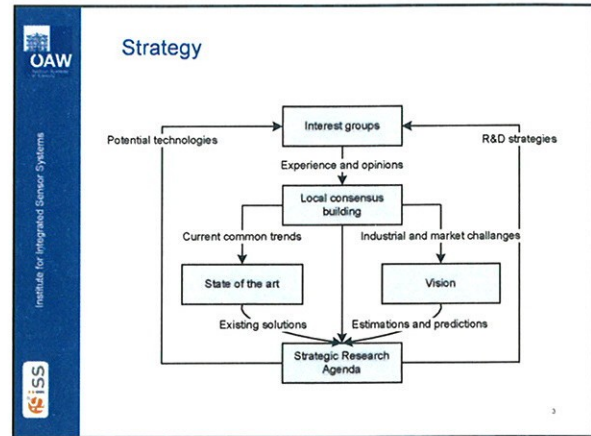 Strategy
OAW
Institute for Integrated Sensor Systems
iSS
Interest groups
Potential technologies
R&D strategies
Experience and opinions
Local consensus
building
Current common trends
Industrial and market challanges
State of the art
Vision
Existing solutions
Estimations and predictions
Strategic Research
Agenda
3